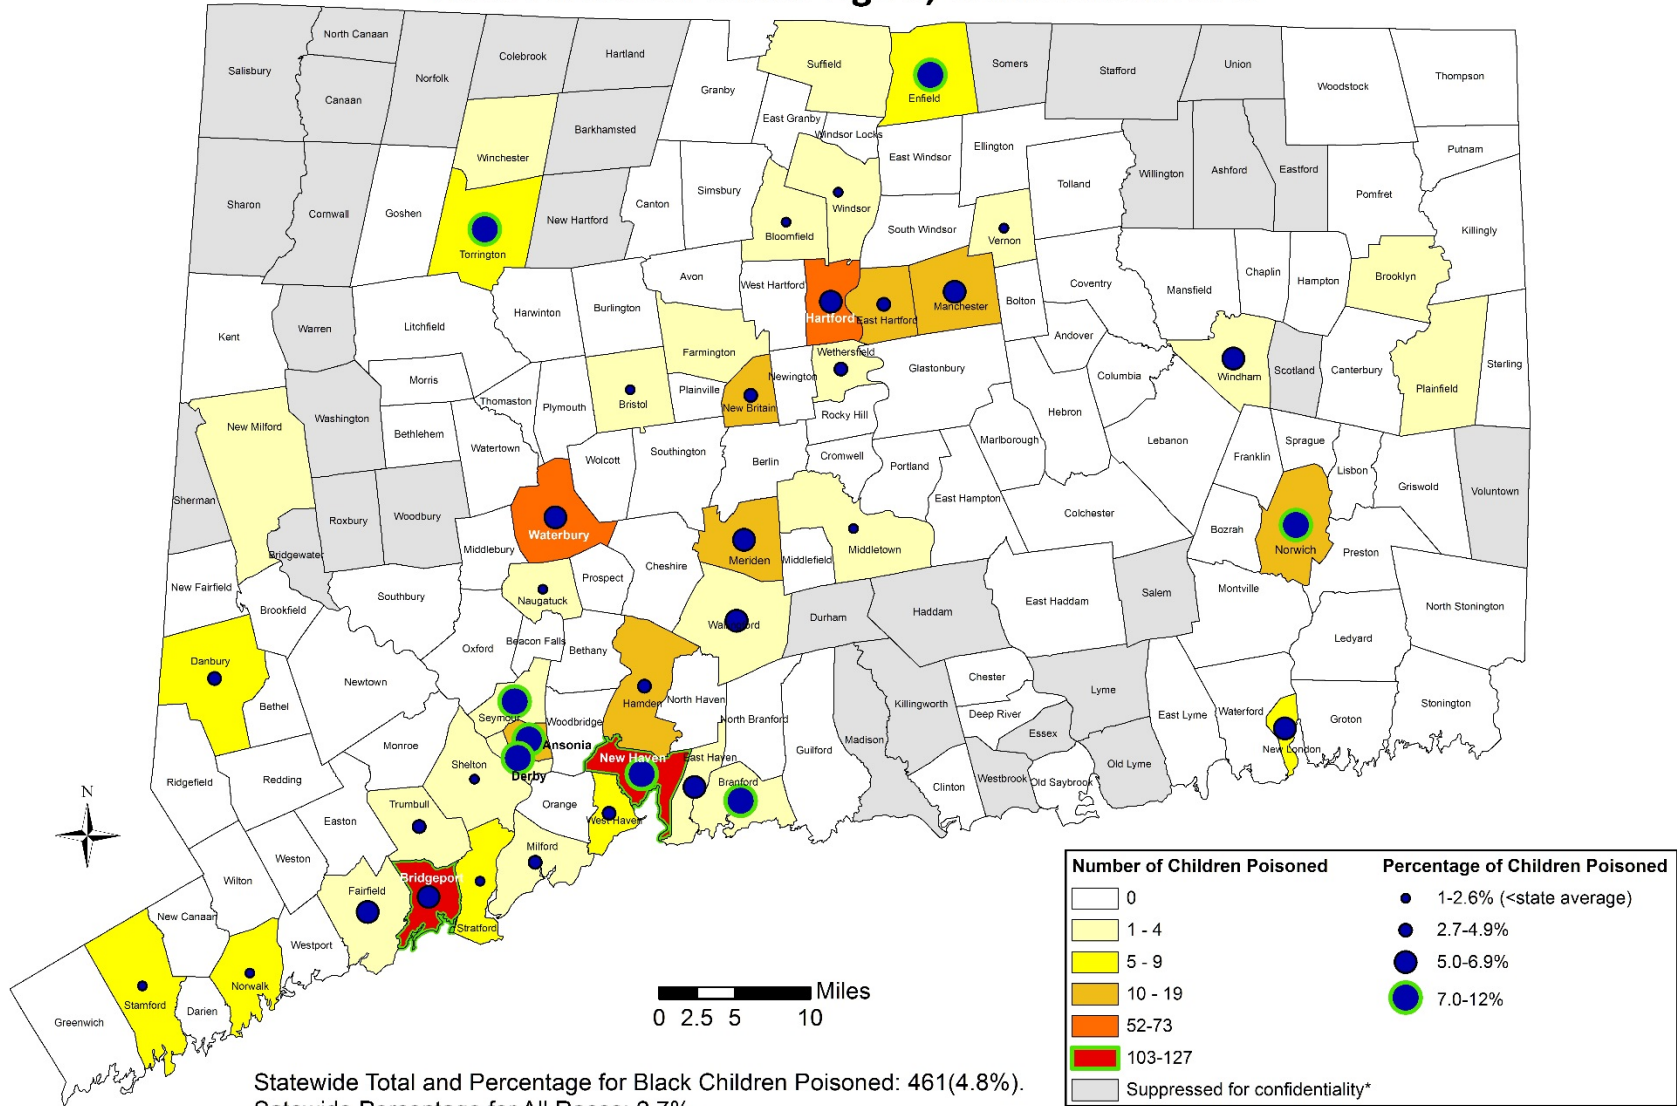 North Canaan
Salisbury
Canaan
Norfolk
Colebrook
Hartland
Granby
Suffield
Enfield
Somers
Stafford
Union
Woodstock
Thompson
Barkhamsted
Winchester
East Granby
Windsor Locks
East Windsor
Ellington
Tolland
Willington
Ashford
Eastford
Pomfret
Putnam
Killingly
Sharon
Cornwall
Goshen
Torrington
New Hartford
Canton
Simsbury
Bloomfield
Windsor
South Windsor
Vernon
Kent
Warren
Litchfield
Harwinton
Burlington
Avon
West Hartford
Hartford
East Hartford
Manchester
Bolton
Coventry
Mansfield
Chaplin
Hampton
Brooklyn
Andover
Farmington
Wethersfield
Newington
Glastonbury
Columbia
Windham
Scotland
Canterbury
Plainfield
Sterling
Morris
Thomaston
Plymouth
Bristol
Plainville
New Britain
Rocky Hill
Hebron
Washington
Bethlehem
Watertown
New Milford
Wolcott
Southington
Berlin
Cromwell
Portland
Marlborough
Lebanon
Franklin
Sprague
Lisbon
Griswold
Voluntown
Sherman
Roxbury
Woodbury
Waterbury
East Hampton
Colchester
Bozrah
Norwich
Preston
Bridgewater
Middlebury
Meriden
Middlefield
Middletown
New Fairfield
Brookfield
Southbury
Naugatuck
Prospect
Cheshire
Durham
Haddam
East Haddam
Salem
Montville
North Stonington
Ledyard
Danbury
Bethel
Newtown
Oxford
Beacon Falls
Bethany
Hamden
North Haven
North Branford
Chester
Killingworth
Deep River
Lyme
East Lyme
Waterford
Groton
Stonington
New London
Seymour
Woodbridge
Ansonia
Derby
Monroe
Shelton
New Haven
East Haven
Branford
Guilford
Madison
Essex
Westbrook
Old Saybrook
Old Lyme
Clinton
Ridgefield
Redding
Easton
Trumbull
Orange
West Haven
Milford
Weston
Wilton
Fairfield
Bridgeport
Stratford
New Canaan
Westport
Norwalk
Stamford
Darien
Greenwich
N
Miles
0 2.5 5 10
Number of Children Poisoned
0
1 - 4
5 - 9
10 - 19
52-73
103-127
Suppressed for confidentiality*
Percentage of Children Poisoned
1-2.6% (<state average)
2.7-4.9%
5.0-6.9%
7.0-12%
Statewide Total and Percentage for Black Children Poisoned: 461(4.8%).